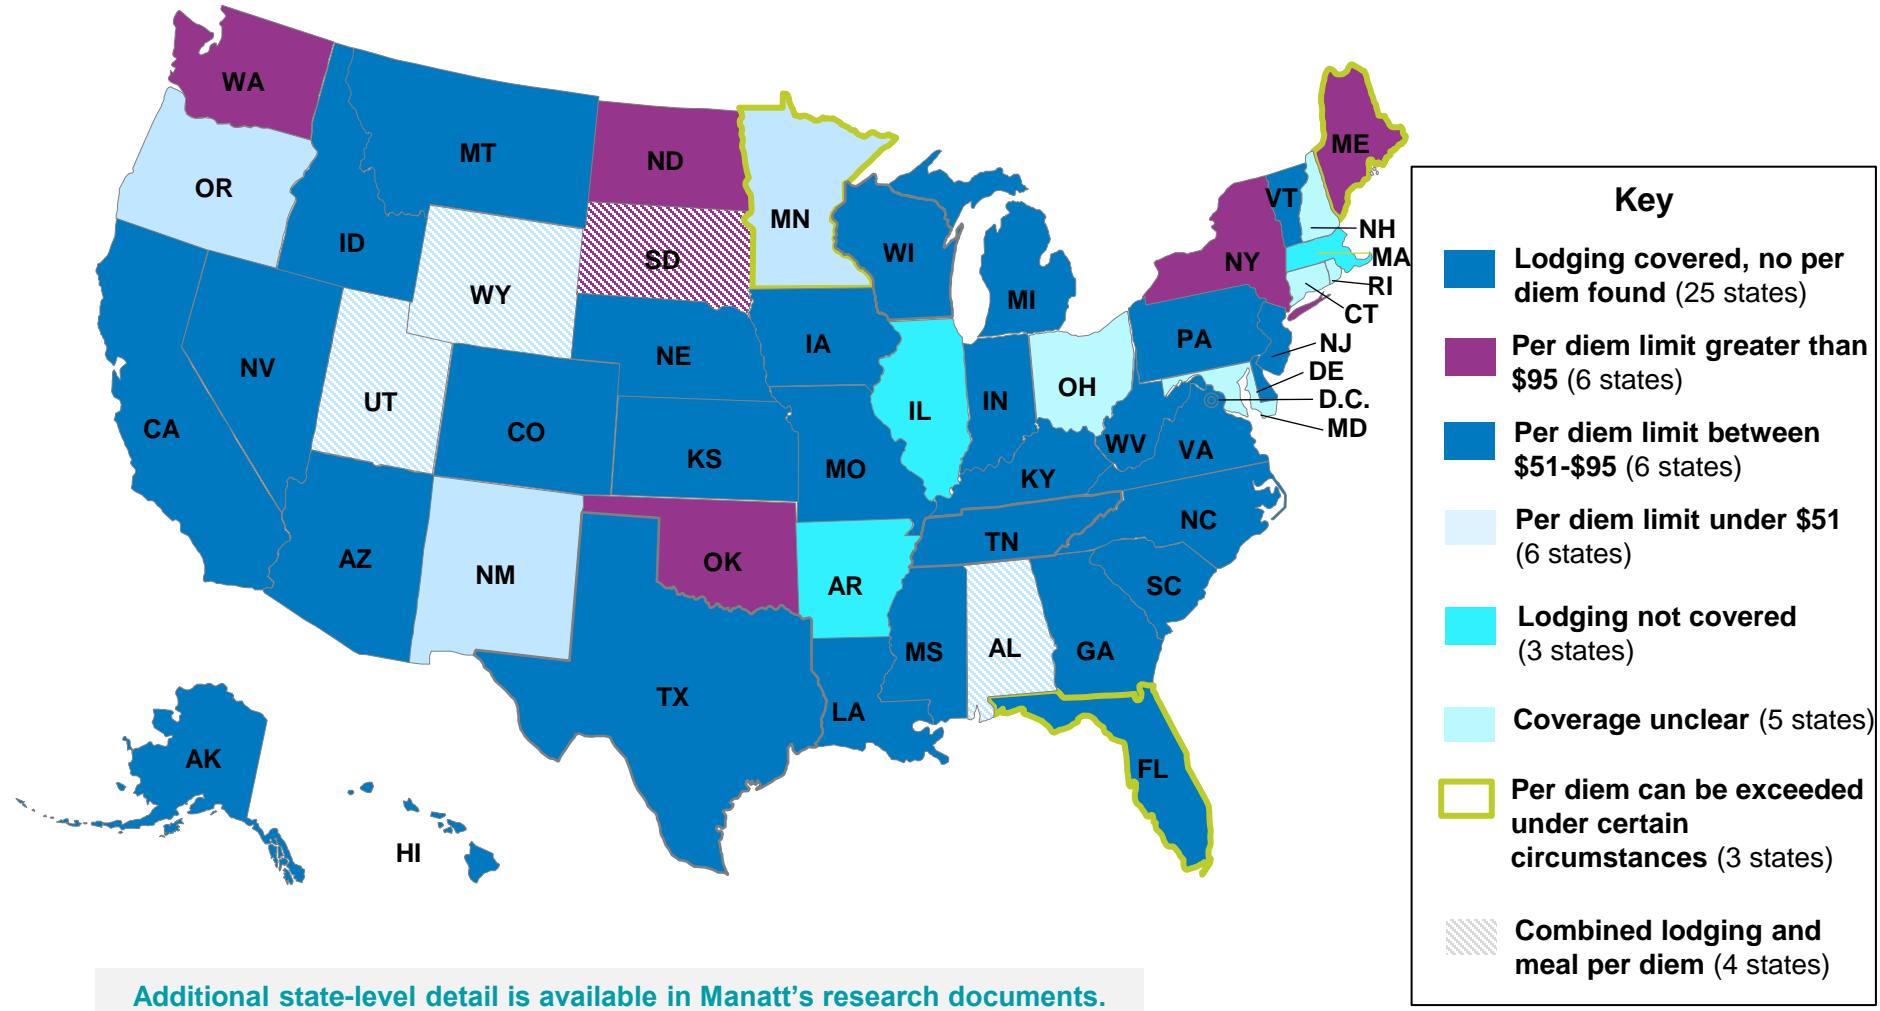 WA
OR
MT
ID
ND
SD
MN
WY
WI
MI
IA
NE
NV
UT
CO
CA
KS
MO
IL
IN
OH
PA
NY
VT
ME
NH
MA
RI
CT
NJ
DE
D.C.
MD
WV
VA
KY
NC
TN
SC
AZ
NM
OK
AR
MS
AL
GA
TX
LA
FL
AK
HI
Key
Lodging covered, no per
diem found (25 states)
Per diem limit greater than
$95 (6 states)
Per diem limit between
$51-$95 (6 states)
Per diem limit under $51
(6 states)
Lodging not covered
(3 states)
Coverage unclear (5 states)
Per diem can be exceeded
under certain
circumstances (3 states)
Combined lodging and
meal per diem (4 states)
Additional state-level detail is available in Manatt's research documents.